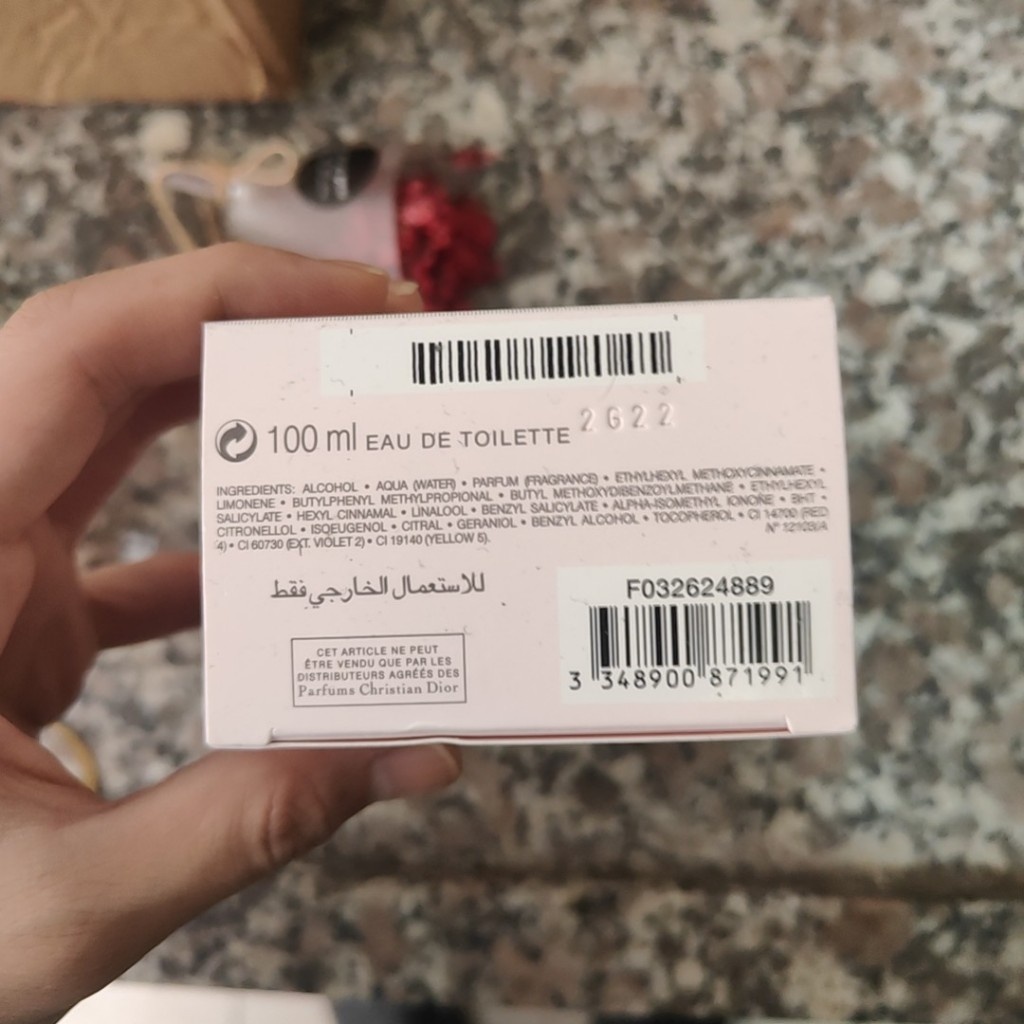 2G22
100 ml EAU DE TOILETTE
INGREDIENTS: ALCOHOL • AQUA (WATER) • PARFUM (FRAGRANCE) • ETHYLHEXYL METHOXYCINNAMATE •
LIMONENE • BUTYLPHENYL METHYLPROPIONAL • BUTYL METHOXYDIBENZOYLMETHANE • ETHYLHEXYL
SALICYLATE • HEXYL CINNAMAL • LINALOOL • BENZYL SALICYLATE • ALPHA-ISOMETHYL IONONE • BHT •
CITRONELLOL • ISOEUGENOL • CITRAL • GERANIOL • BENZYL ALCOHOL • TOCOPHEROL • CI 14700 (RED
4) • CI 60730 (EXT. VIOLET 2) • CI 19140 (YELLOW 5).
للاستعمال الخارجي فقط
CET ARTICLE NE PEUT
ÊTRE VENDU QUE PAR LES
DISTRIBUTEURS AGRÉÉS DES
Parfums Christian Dior
F032624889
3 348900 871991